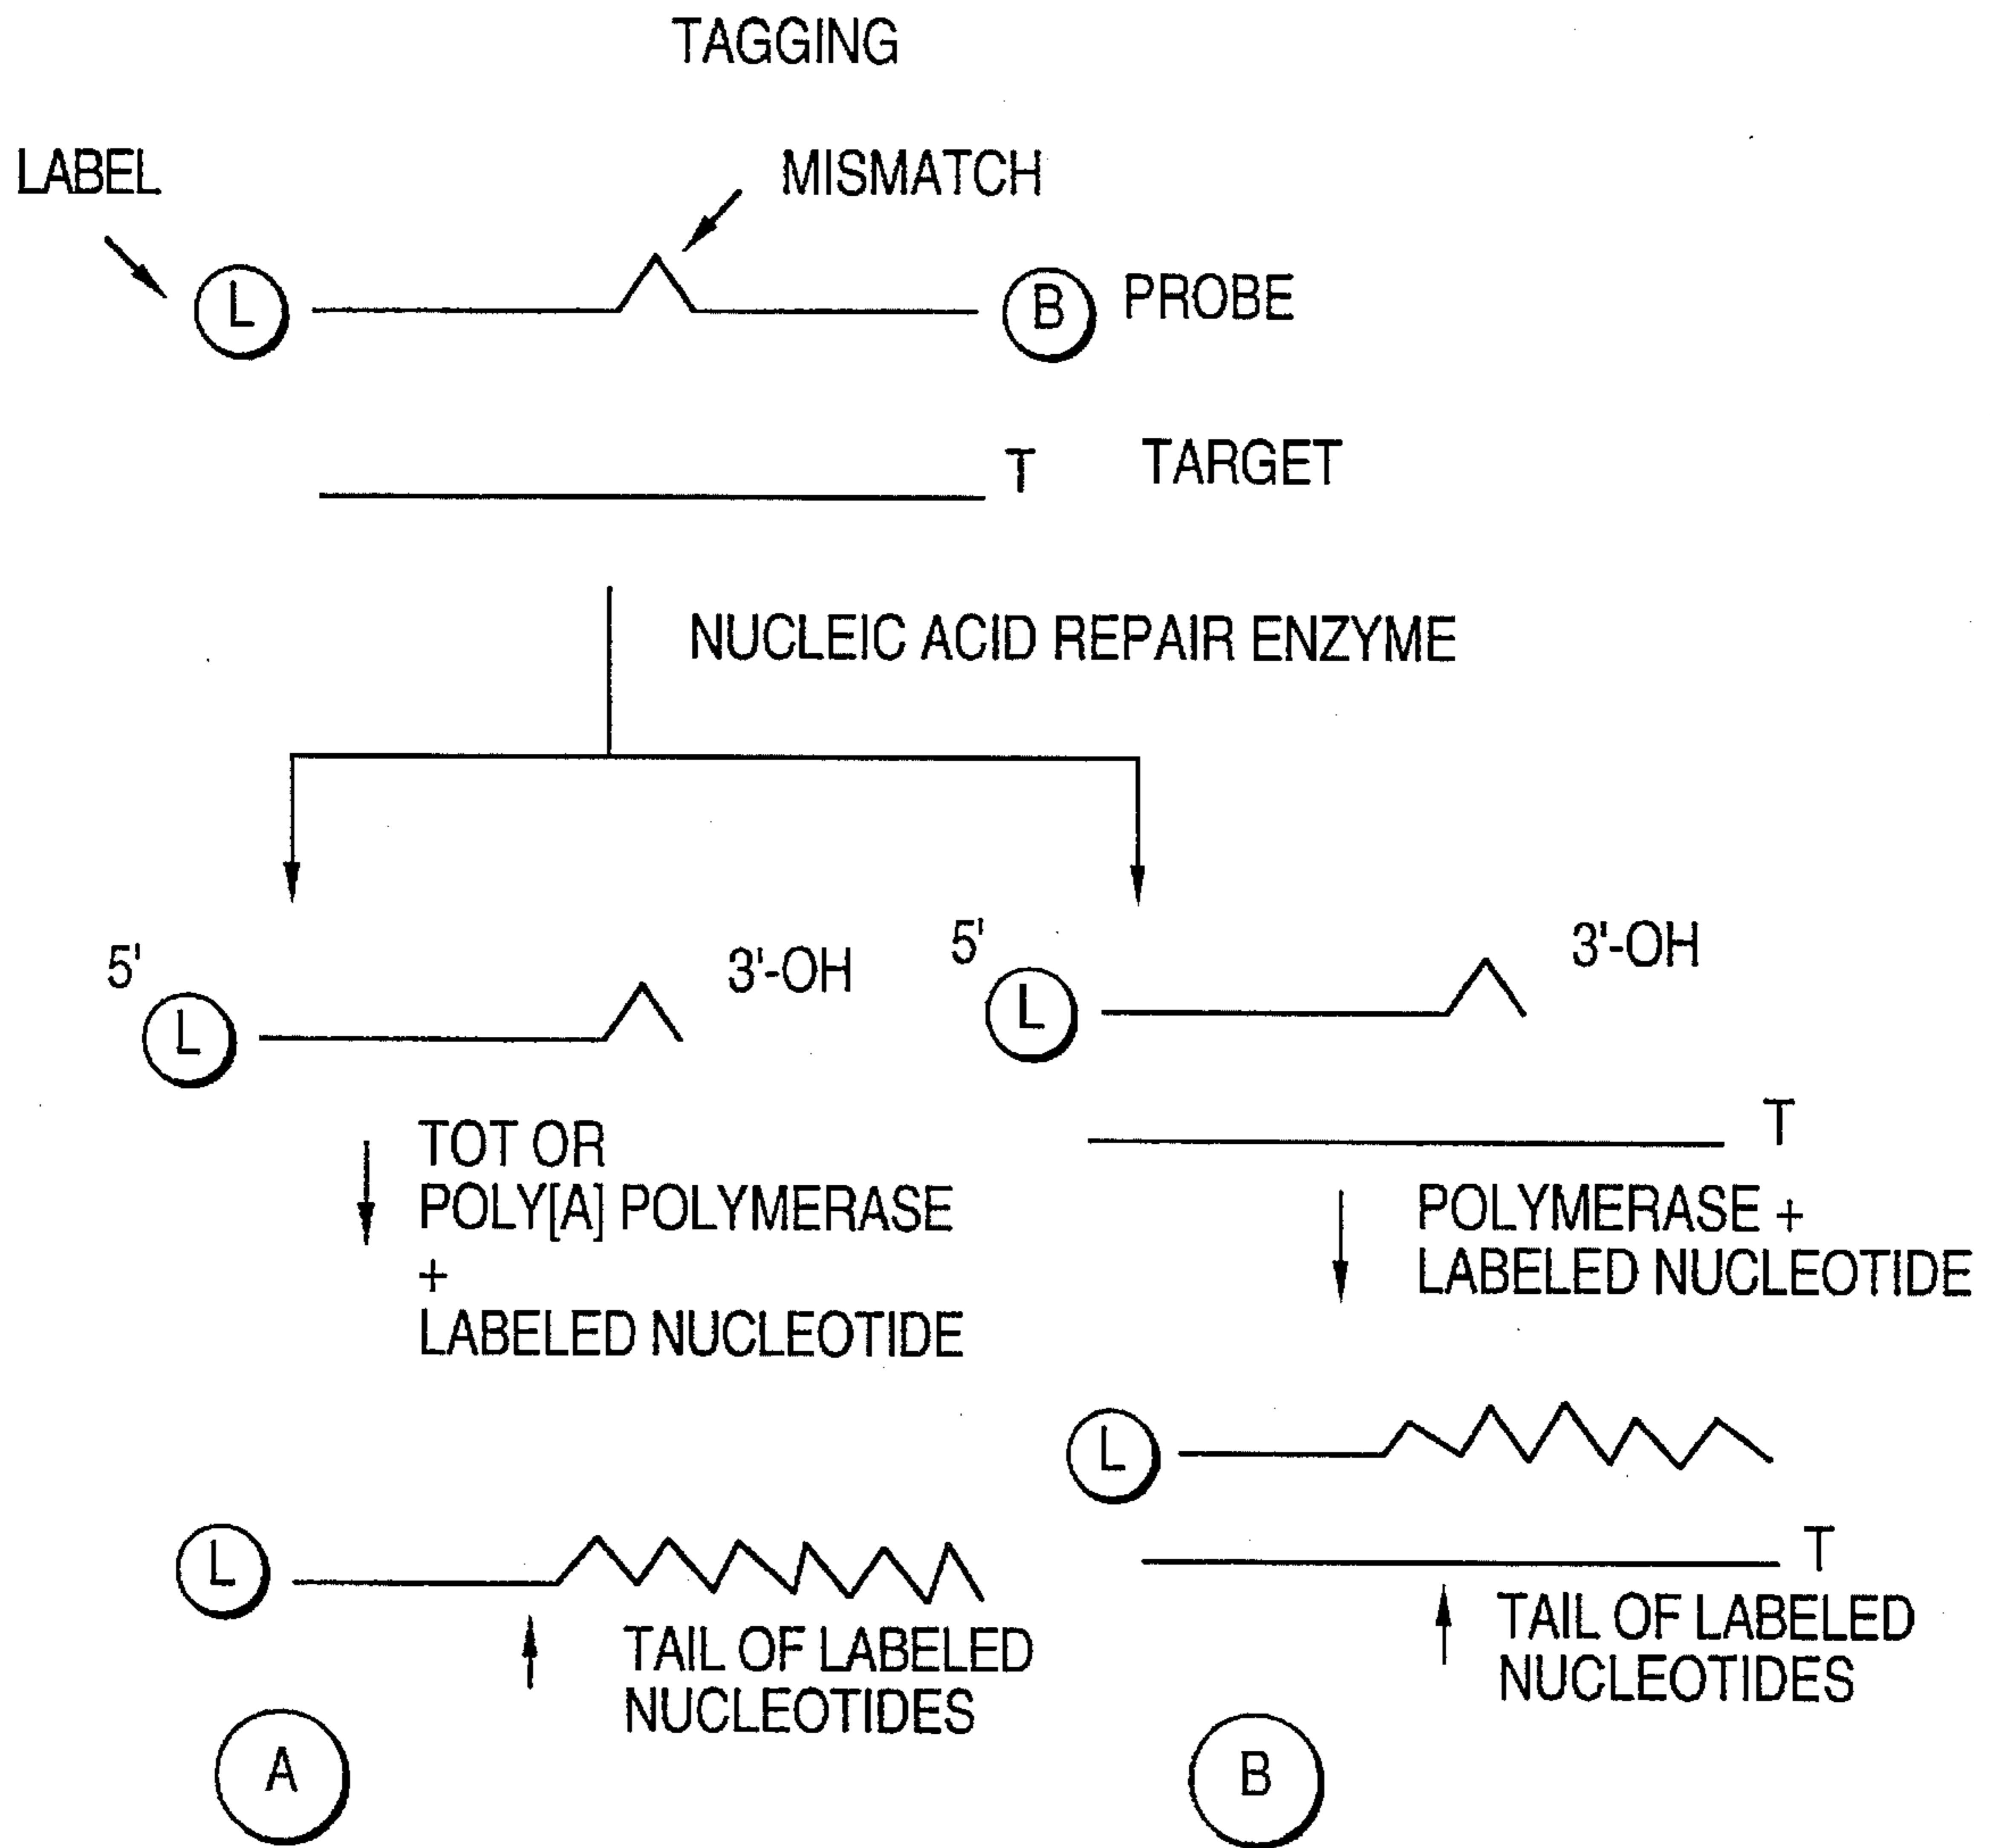 TAGGING
LABEL
MISMATCH
L
B
PROBE
T
TARGET
NUCLEIC ACID REPAIR ENZYME
5'
3'-OH
L
5'
3'-OH
L
T
TOT OR
POLY[A] POLYMERASE
+
LABELED NUCLEOTIDE
POLYMERASE +
LABELED NUCLEOTIDE
L
TAIL OF LABELED
NUCLEOTIDES
A
L
T
TAIL OF LABELED
NUCLEOTIDES
B